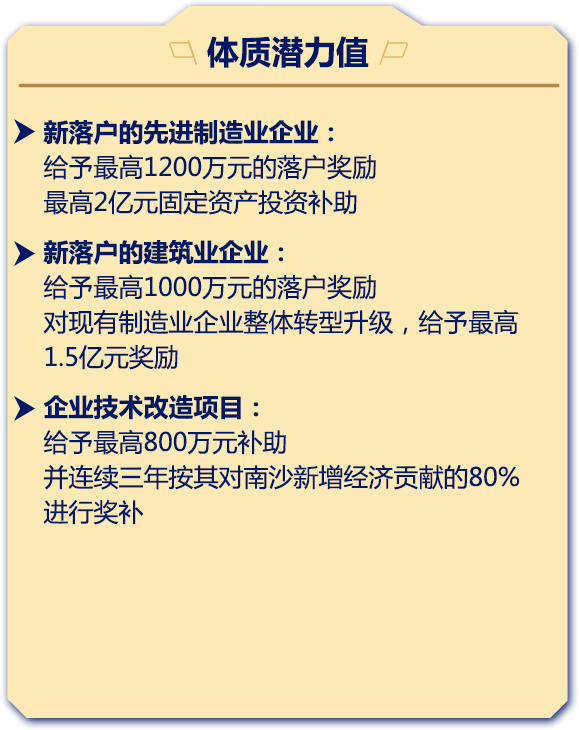 体质潜力值
新落户的先进制造业企业：
给予最高1200万元的落户奖励
最高2亿元固定资产投资补助
新落户的建筑业企业：
给予最高1000万元的落户奖励
对现有制造业企业整体转型升级，给予最高
1.5亿元奖励
企业技术改造项目：
给予最高800万元补助
并连续三年按其对南沙新增经济贡献的80%
进行奖补